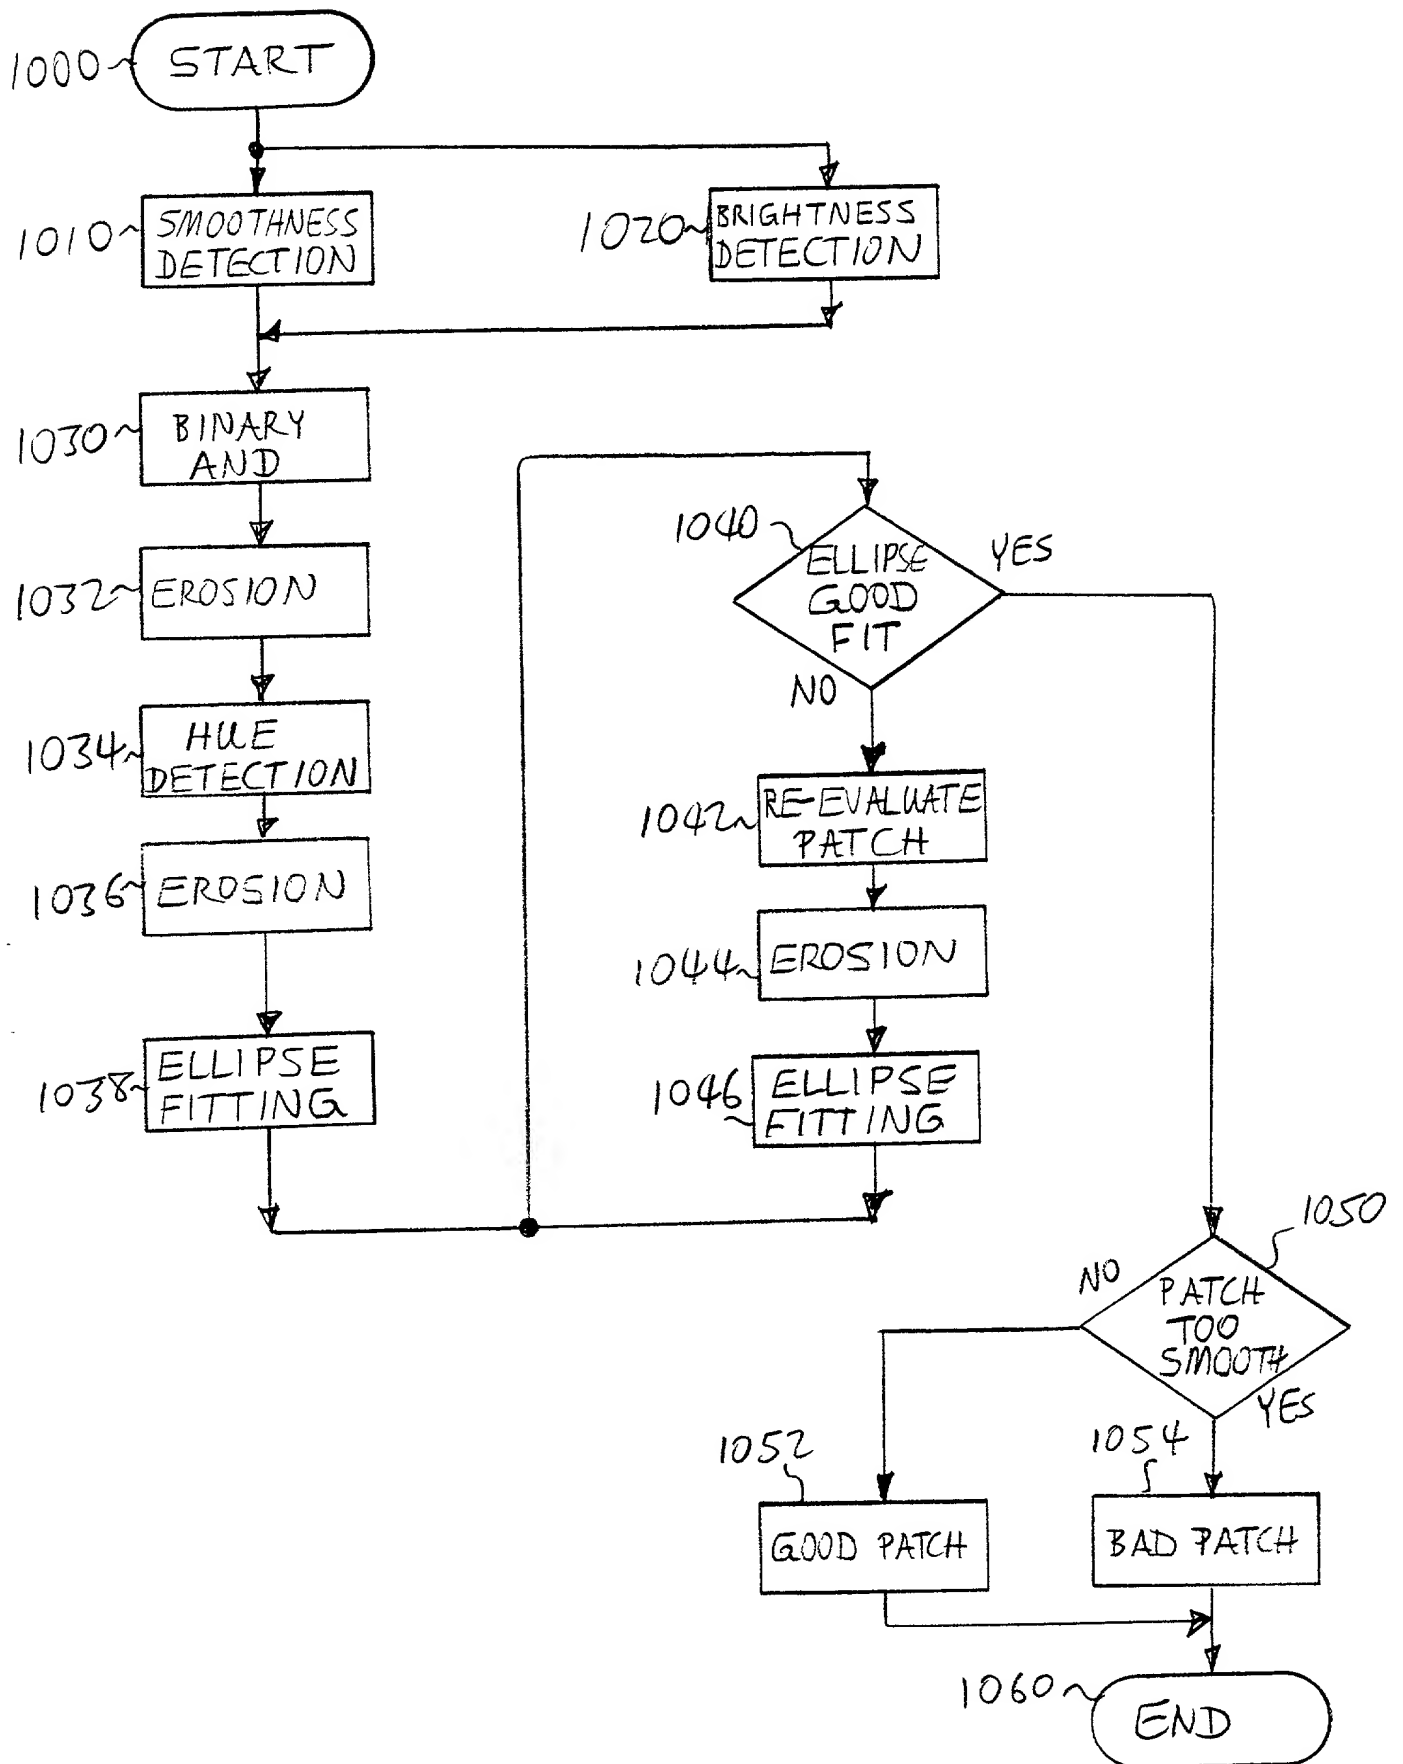 1000
START
1010
SMOOTHNESS
DETECTION
1020
BRIGHTNESS
DETECTION
1030
BINARY
AND
1032
EROSION
1034
HUE
DETECTION
1036
EROSION
1038
ELLIPSE
FITTING
1040
ELLIPSE
GOOD
FIT
YES
NO
1042
RE-EVALUATE
PATCH
1044
EROSION
1046
ELLIPSE
FITTING
1050
PATCH
TOO
SMOOTH
NO
YES
1052
GOOD PATCH
1054
BAD PATCH
1060
END